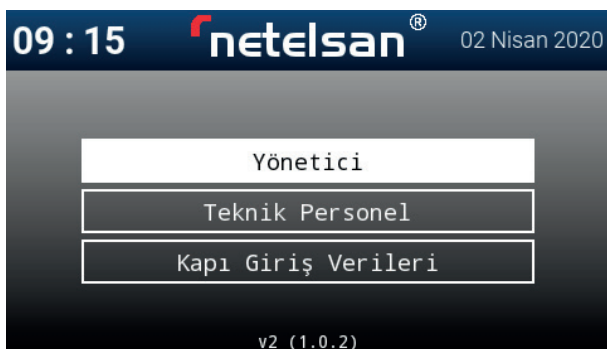 09 : 15 netelsan® 02 Nisan 2020
Yönetici
Teknik Personel
Kapı Giriş Verileri
v2 (1.0.2)